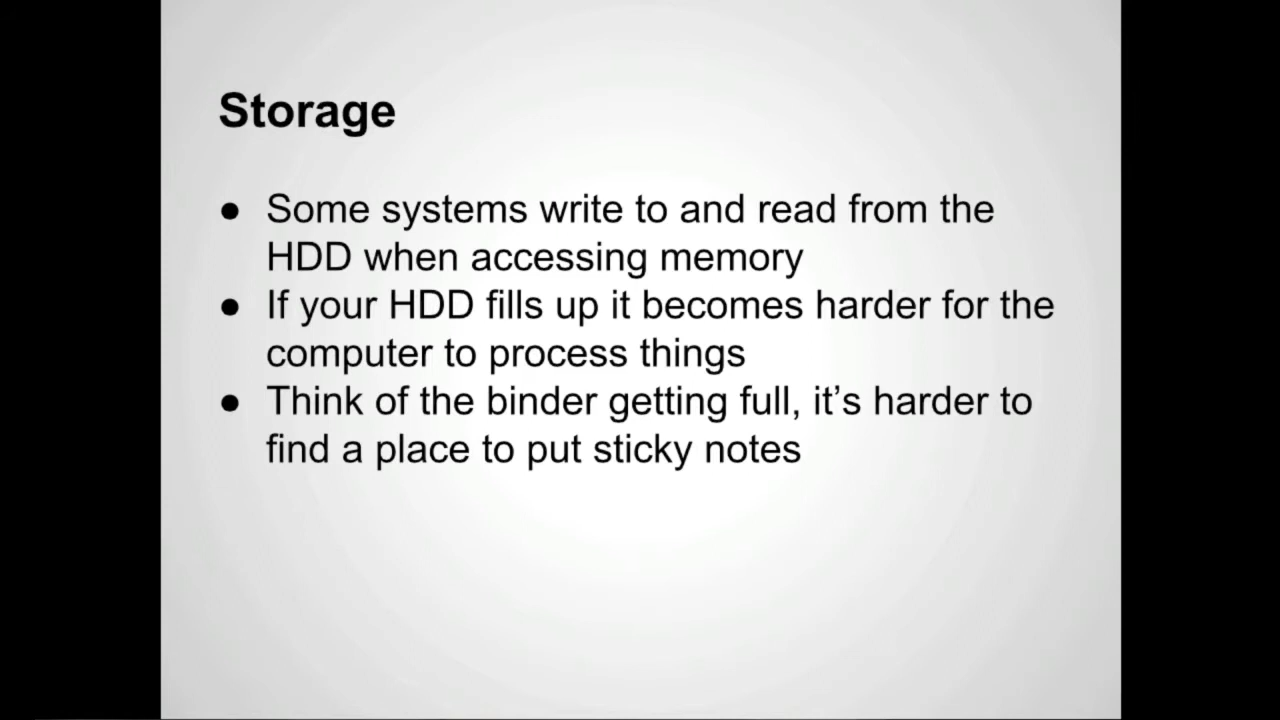 Storage
● Some systems write to and read from the
HDD when accessing memory
● If your HDD fills up it becomes harder for the
computer to process things
● Think of the binder getting full, it’s harder to
find a place to put sticky notes